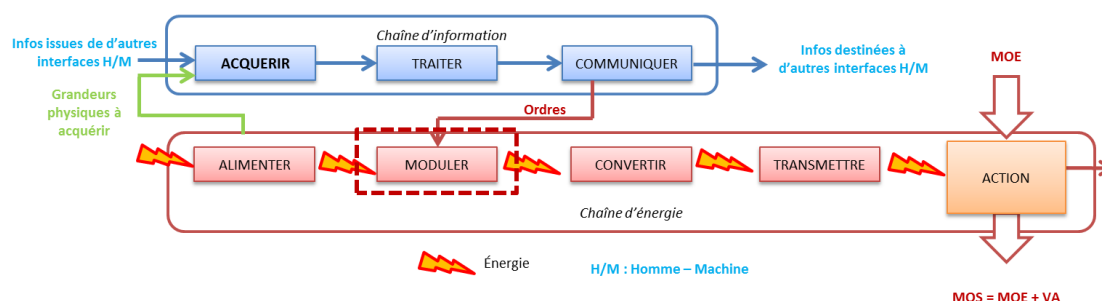 Chaîne d'information
Infos issues de d'autres
interfaces H/M
ACQUERIR
TRAITER
COMMUNIQUER
Infos destinées à
d'autres interfaces H/M
Grandeurs
physiques à
acquérir
Ordres
MOE
ALIMENTER
MODULER
CONVERTIR
TRANSMETTRE
ACTION
Chaîne d'énergie
Énergie
H/M : Homme – Machine
MOS = MOE + VA